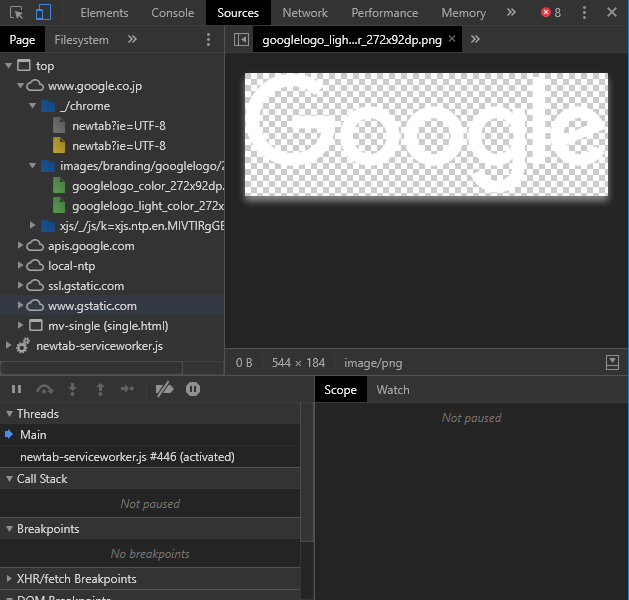 Elements Console Sources Network Performance Memory » 8
Page Filesystem »
googlelogo_ligh…r_272x92dp.png × »
top
www.google.co.jp
_/chrome
newtab?ie=UTF-8
newtab?ie=UTF-8
images/branding/googlelogo/2
googlelogo_color_272x92dp.
googlelogo_light_color_272x
xjs/_/js/k=xjs.ntp.en.MIVTIRgGE
apis.google.com
local-ntp
ssl.gstatic.com
www.gstatic.com
mv-single (single.html)
newtab-serviceworker.js
Google
0 B 544 × 184 image/png
Threads
Main
newtab-serviceworker.js #446 (activated)
Call Stack
Not paused
Breakpoints
No breakpoints
XHR/fetch Breakpoints
DOM Breakpoints
Scope Watch
Not paused